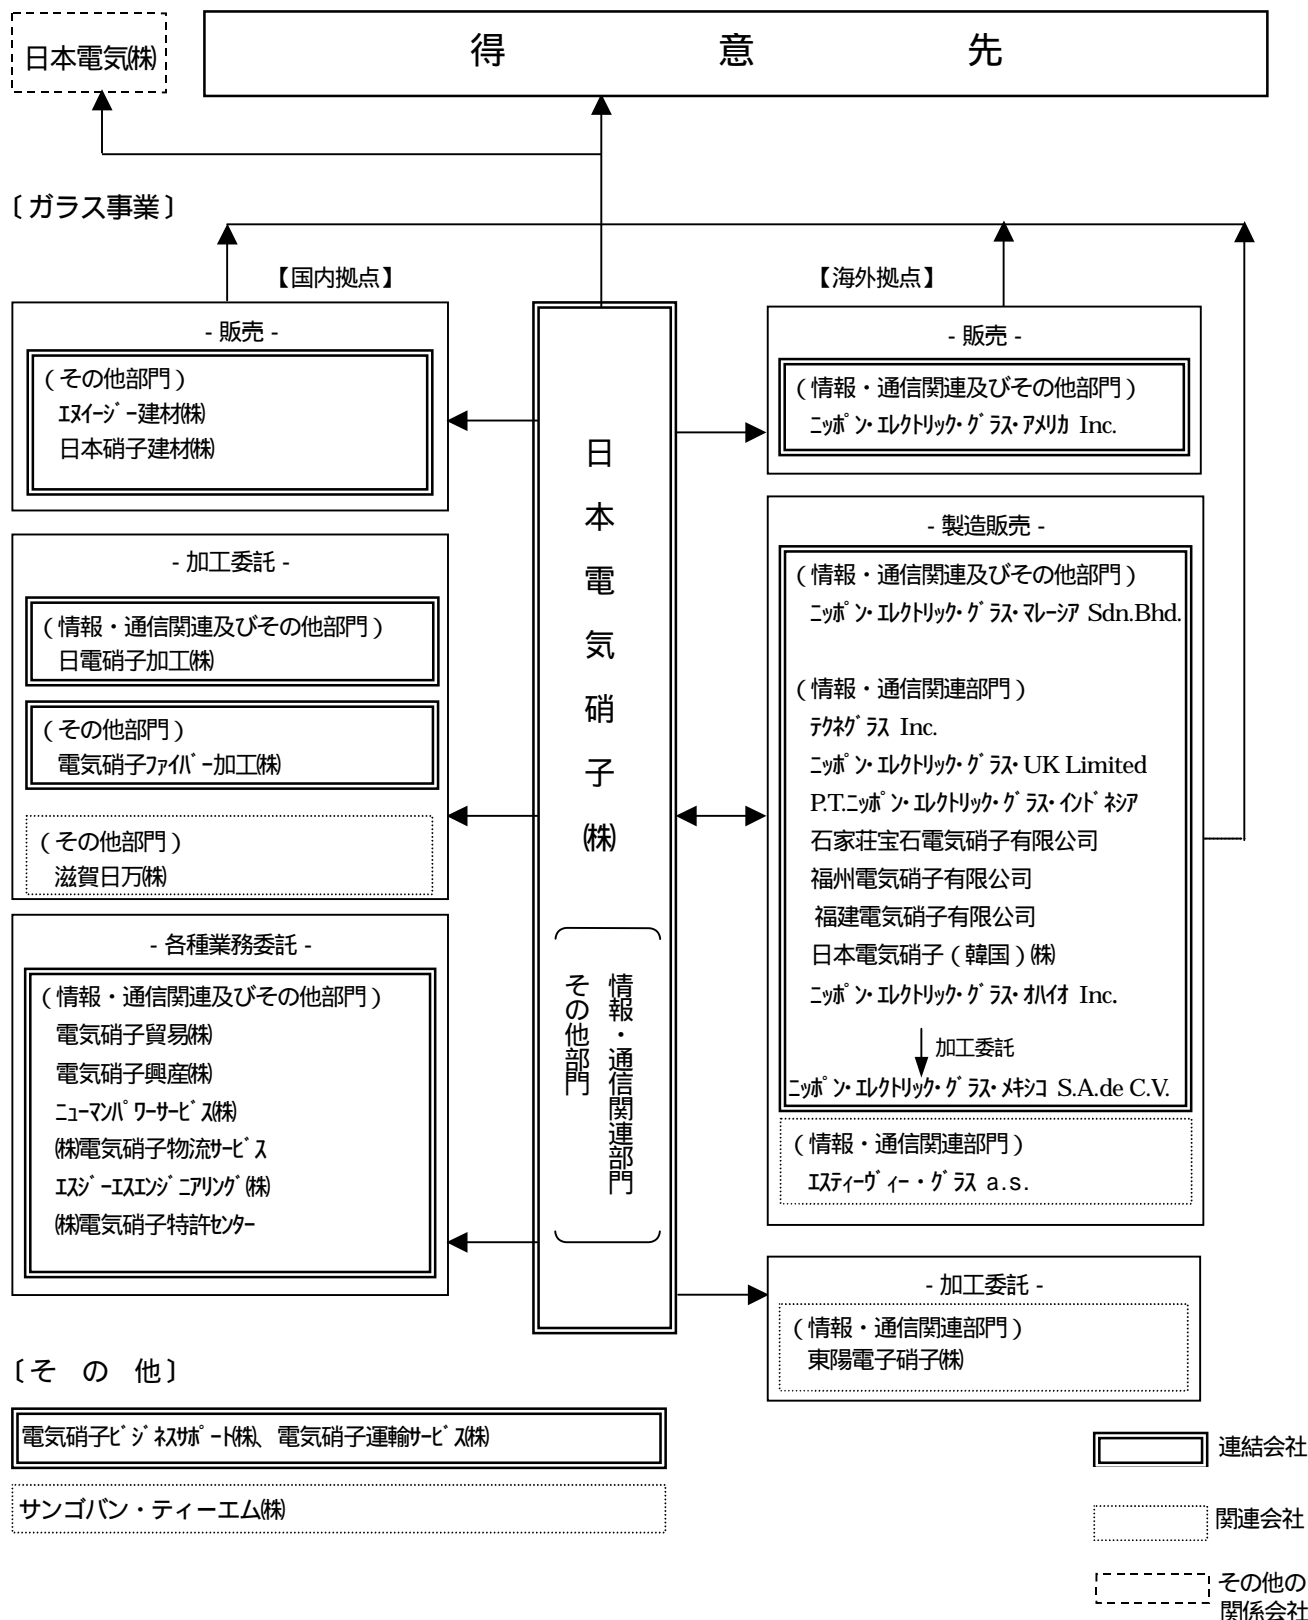 日本電気㈱
得 意 先
〔ガラス事業〕
【国内拠点】
- 販売 -
(その他部門)
ｴﾇｲｰｼﾞｰ建材㈱
日本硝子建材㈱
- 加工委託 -
(情報・通信関連及びその他部門)
日電硝子加工㈱
(その他部門)
電気硝子ﾌｧｲﾊﾞｰ加工㈱
(その他部門)
滋賀日万㈱
- 各種業務委託 -
(情報・通信関連及びその他部門)
電気硝子貿易㈱
電気硝子興産㈱
ﾆｭｰﾏﾝﾊﾟﾜｰｻｰﾋﾞｽ㈱
㈱電気硝子物流ｻｰﾋﾞｽ
ｴｽｼﾞｰｴｽｴﾝｼﾞﾆｱﾘﾝｸﾞ㈱
㈱電気硝子特許ｾﾝﾀｰ
日本電気硝子㈱
情報・通信関連部門
その他部門
【海外拠点】
- 販売 -
(情報・通信関連及びその他部門)
ﾆｯﾎﾟﾝ･ｴﾚｸﾄﾘｯｸ･ｸﾞﾗｽ･ｱﾒﾘｶ Inc.
- 製造販売 -
(情報・通信関連及びその他部門)
ﾆｯﾎﾟﾝ･ｴﾚｸﾄﾘｯｸ･ｸﾞﾗｽ･ﾏﾚｰｼｱ Sdn.Bhd.
(情報・通信関連部門)
ﾃｸﾈｸﾞﾗｽ Inc.
ﾆｯﾎﾟﾝ･ｴﾚｸﾄﾘｯｸ･ｸﾞﾗｽ･UK Limited
P.T.ﾆｯﾎﾟﾝ･ｴﾚｸﾄﾘｯｸ･ｸﾞﾗｽ･ｲﾝﾄﾞﾈｼｱ
石家荘宝石電気硝子有限公司
福州電気硝子有限公司
福建電気硝子有限公司
日本電気硝子(韓国)㈱
ﾆｯﾎﾟﾝ･ｴﾚｸﾄﾘｯｸ･ｸﾞﾗｽ･ｵﾊｲｵ Inc.
加工委託
ﾆｯﾎﾟﾝ･ｴﾚｸﾄﾘｯｸ･ｸﾞﾗｽ･ﾒｷｼｺ S.A.de C.V.
(情報・通信関連部門)
ｴｽﾃｨｰｳﾞｨｰ・ｸﾞﾗｽ a.s.
- 加工委託 -
(情報・通信関連部門)
東陽電子硝子㈱
〔そ の 他〕
電気硝子ﾋﾞｼﾞﾈｽｻﾎﾟｰﾄ㈱、電気硝子運輸ｻｰﾋﾞｽ㈱
サンゴバン・ティーエム㈱
連結会社
関連会社
その他の
関係会社